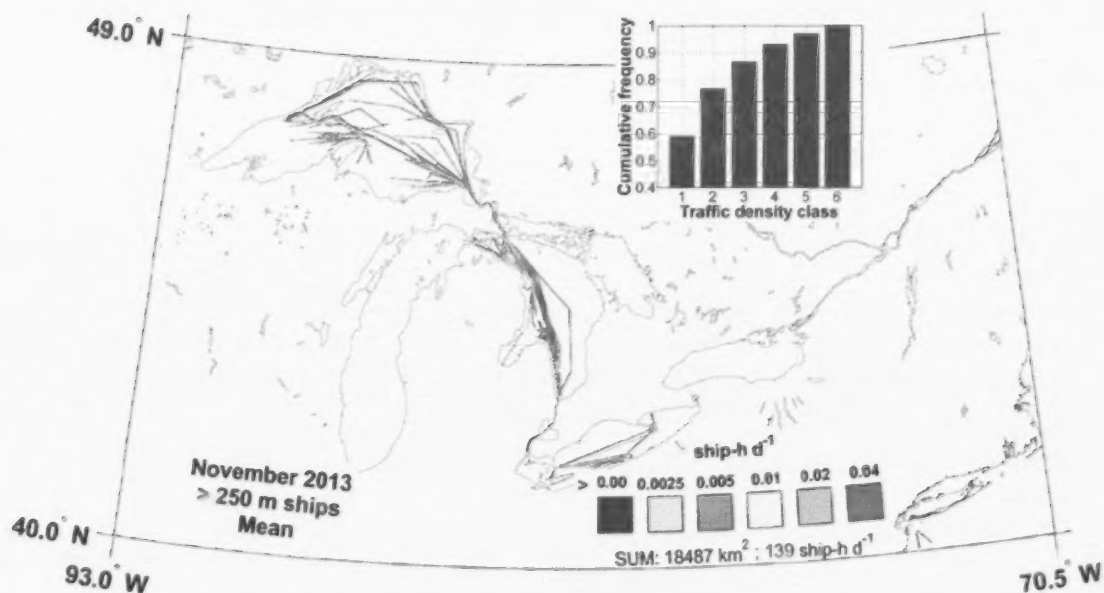 49.0° N
Cumulative frequency
1
0.9
0.8
0.7
0.6
0.5
0.4
1 2 3 4 5 6
Traffic density class
November 2013
> 250 m ships
Mean
ship-h d⁻¹
> 0.00 0.0025 0.005 0.01 0.02 0.04
SUM: 18487 km² ; 139 ship-h d⁻¹
40.0° N
93.0° W
70.5° W